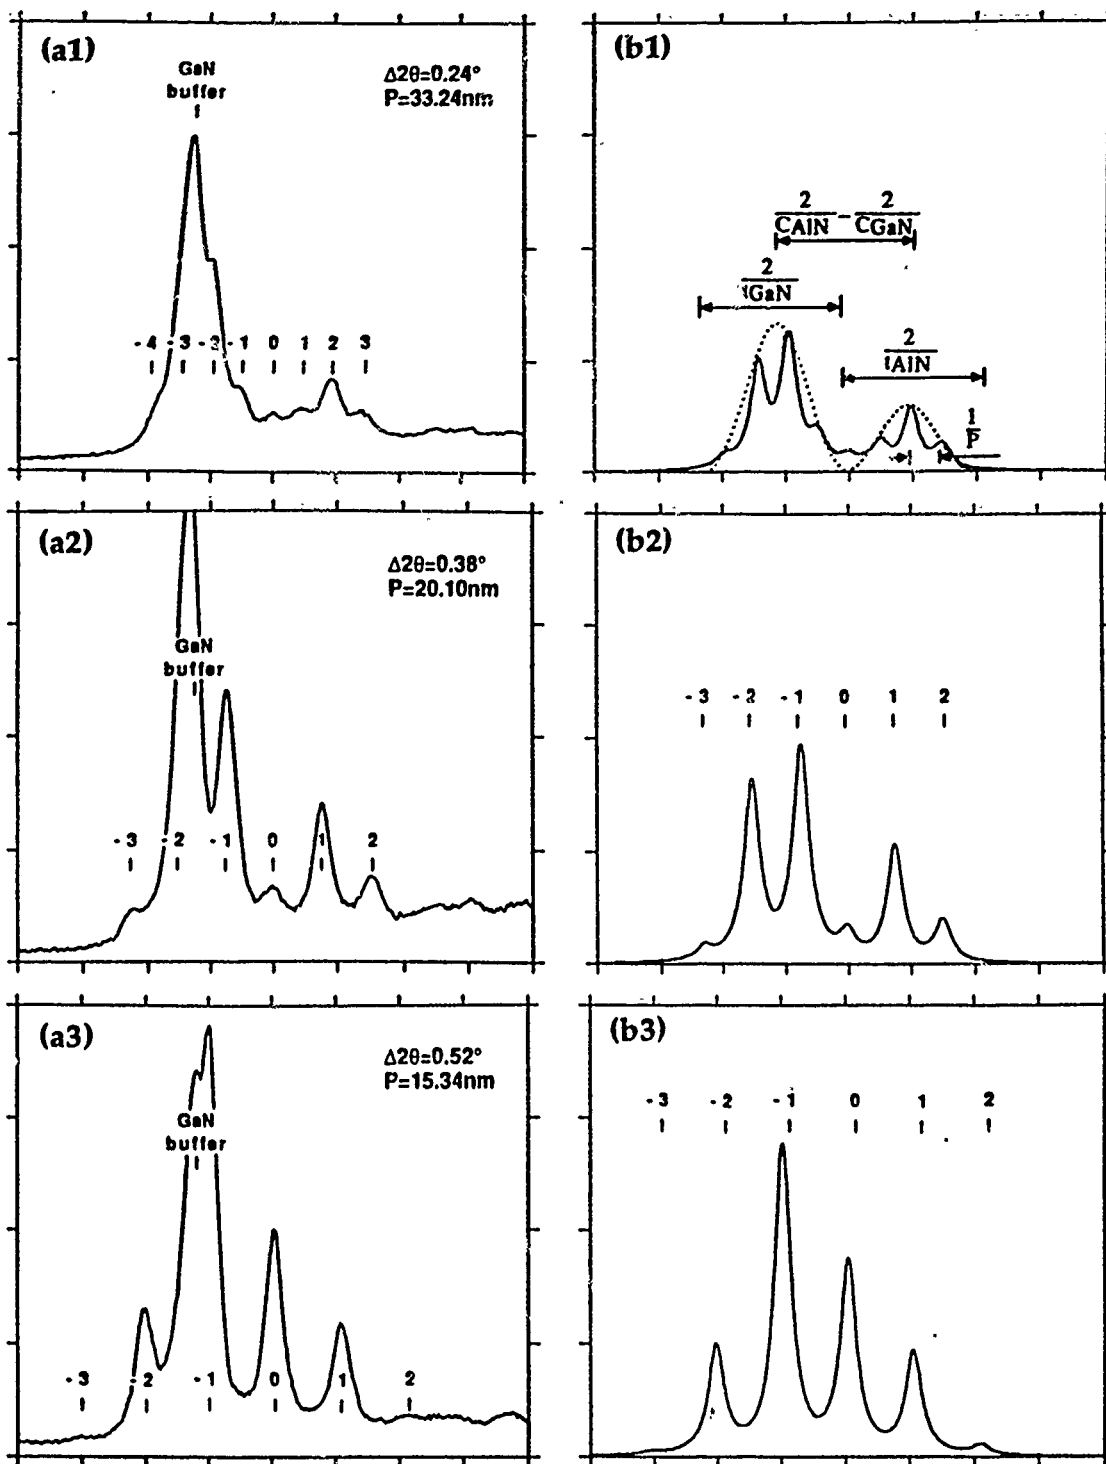 (a1)
GaN
buffer
Δ2θ=0.24°
P=33.24nm
-4 -3 -2 -1 0 1 2 3
(b1)
2/CAlN - 2/CGaN
2/tGaN
2/tAlN
1/P
(a2)
Δ2θ=0.38°
P=20.10nm
GaN
buffer
-3 -2 -1 0 1 2
(b2)
-3 -2 -1 0 1 2
(a3)
Δ2θ=0.52°
P=15.34nm
GaN
buffer
-3 -2 -1 0 1 2
(b3)
-3 -2 -1 0 1 2